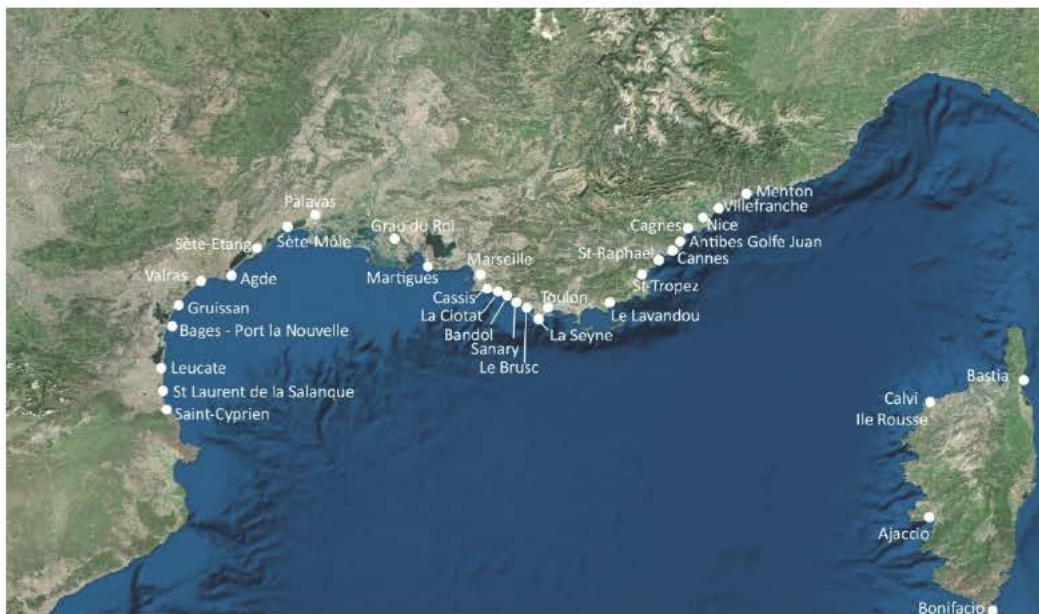 Menton
Palavas
Villefranche
Grau du Roi
Cagnes
Nice
Sète-Môle
Sète-Etang
Antibes Golfe Juan
St-Raphael
Cannes
Marseille
Martigues
Valras
Agde
St-Tropez
Cassis
Toulon
Gruissan
La Ciotat
Le Lavandou
Bages - Port la Nouvelle
Bandol
La Seyne
Sanary
Le Brusc
Leucate
Bastia
St Laurent de la Salanque
Calvi
Saint-Cyprien
Ile Rousse
Ajaccio
Bonifacio